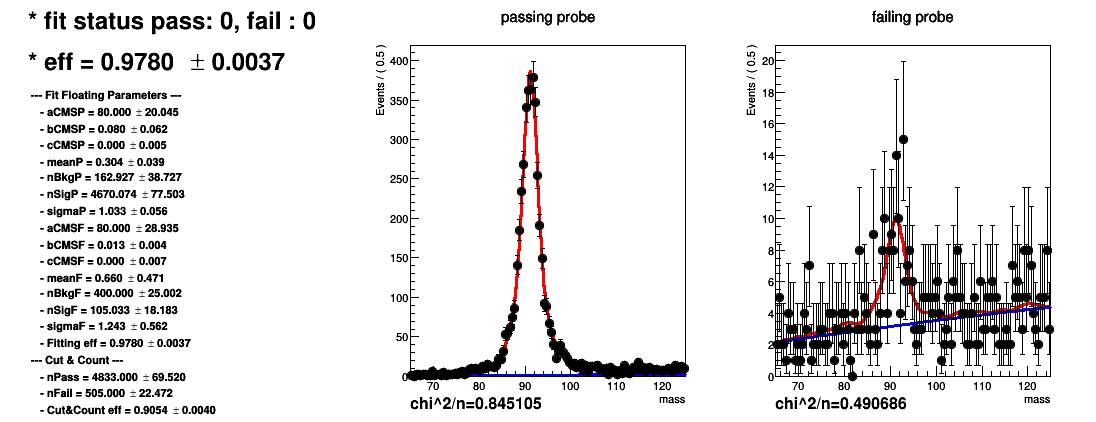 * fit status pass: 0, fail : 0
* eff = 0.9780 ± 0.0037
--- Fit Floating Parameters ---
- aCMSP = 80.000 ± 20.045
- bCMSP = 0.080 ± 0.062
- cCMSP = 0.000 ± 0.005
- meanP = 0.304 ± 0.039
- nBkgP = 162.927 ± 38.727
- nSigP = 4670.074 ± 77.503
- sigmaP = 1.033 ± 0.056
- aCMSF = 80.000 ± 28.935
- bCMSF = 0.013 ± 0.004
- cCMSF = 0.000 ± 0.007
- meanF = 0.660 ± 0.471
- nBkgF = 400.000 ± 25.002
- nSigF = 105.033 ± 18.183
- sigmaF = 1.243 ± 0.562
- Fitting eff = 0.9780 ± 0.0037
--- Cut & Count ---
- nPass = 4833.000 ± 69.520
- nFail = 505.000 ± 22.472
- Cut&Count eff = 0.9054 ± 0.0040
passing probe
Events / ( 0.5 )
400
350
300
250
200
150
100
50
0
70 80 90 100 110 120
mass
chi^2/n=0.845105
failing probe
Events / ( 0.5 )
20
18
16
14
12
10
8
6
4
2
0
70 80 90 100 110 120
mass
chi^2/n=0.490686